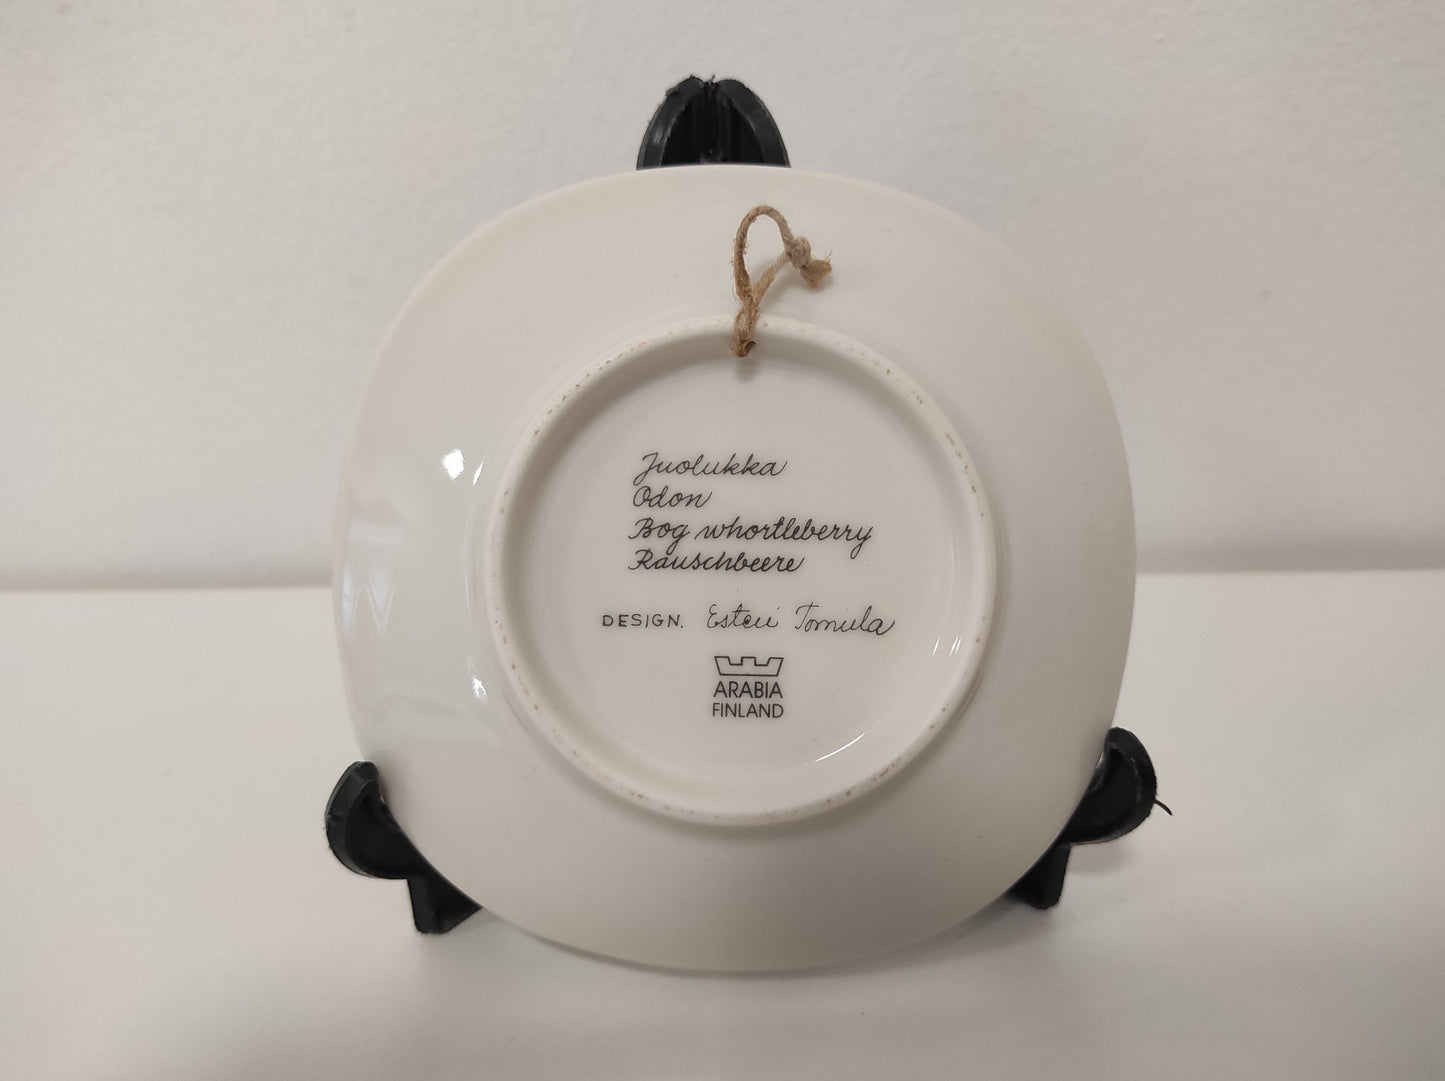 Juolukka
Odon
Bog whortleberry
Rauschbeere
DESIGN. Esteri Tomula
ARABIA
FINLAND